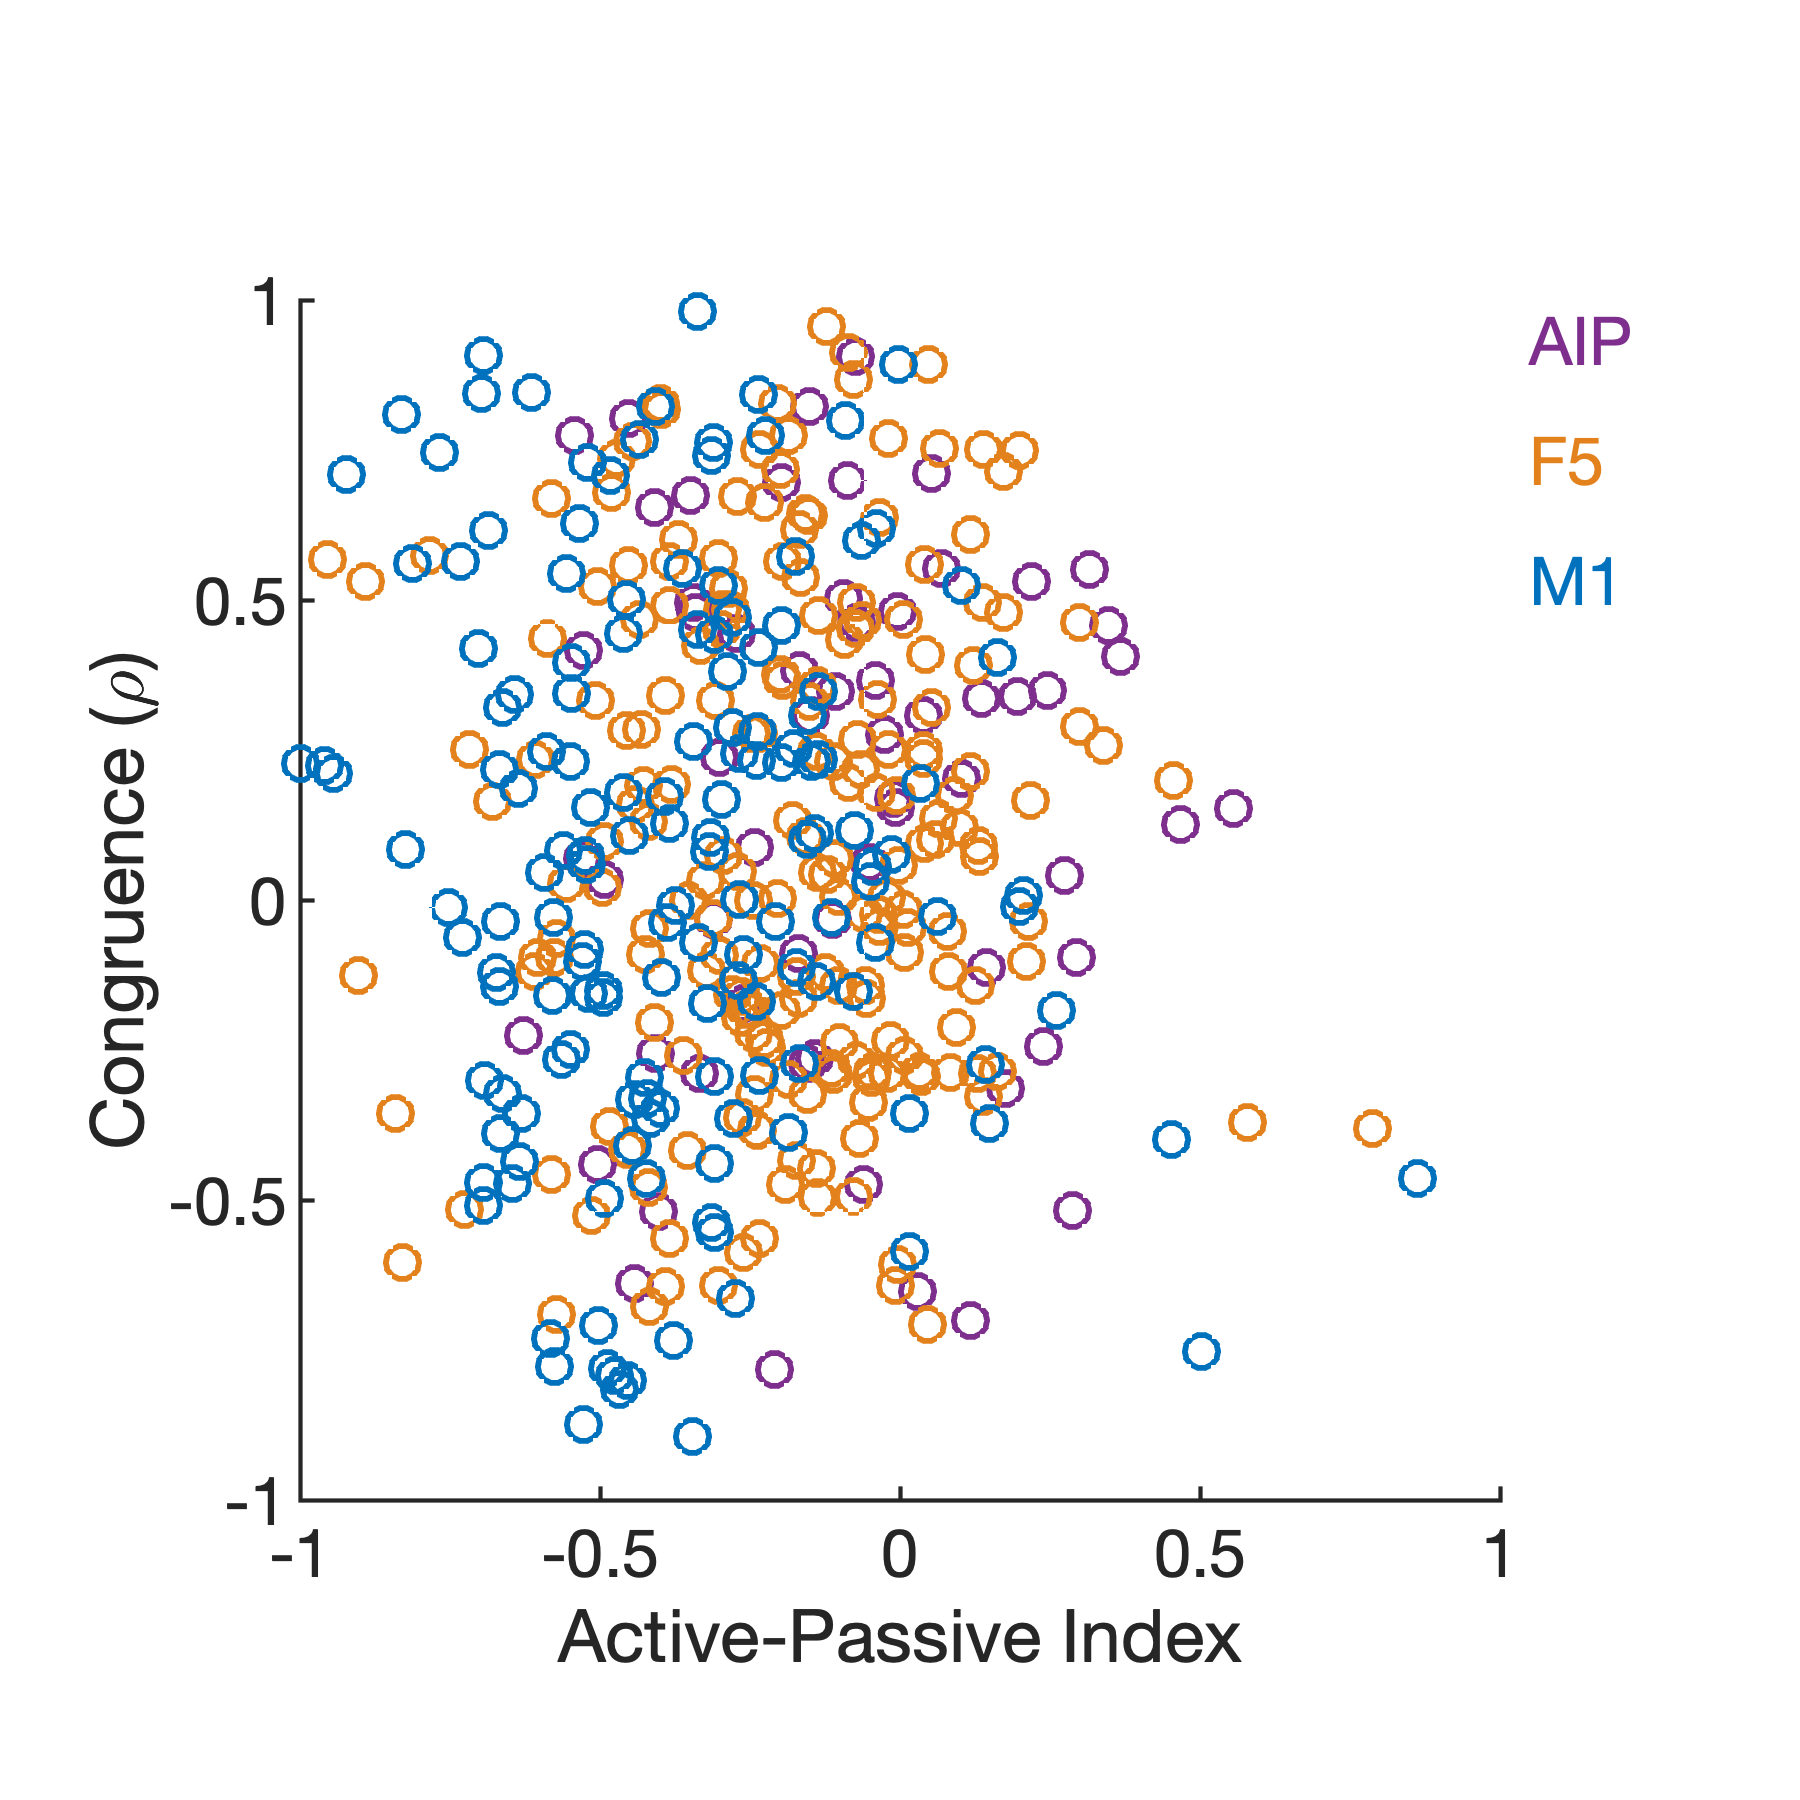 1
0.5
0
-0.5
-1
Congruence (ρ)
-1 -0.5 0 0.5 1
Active-Passive Index
AIP
F5
M1